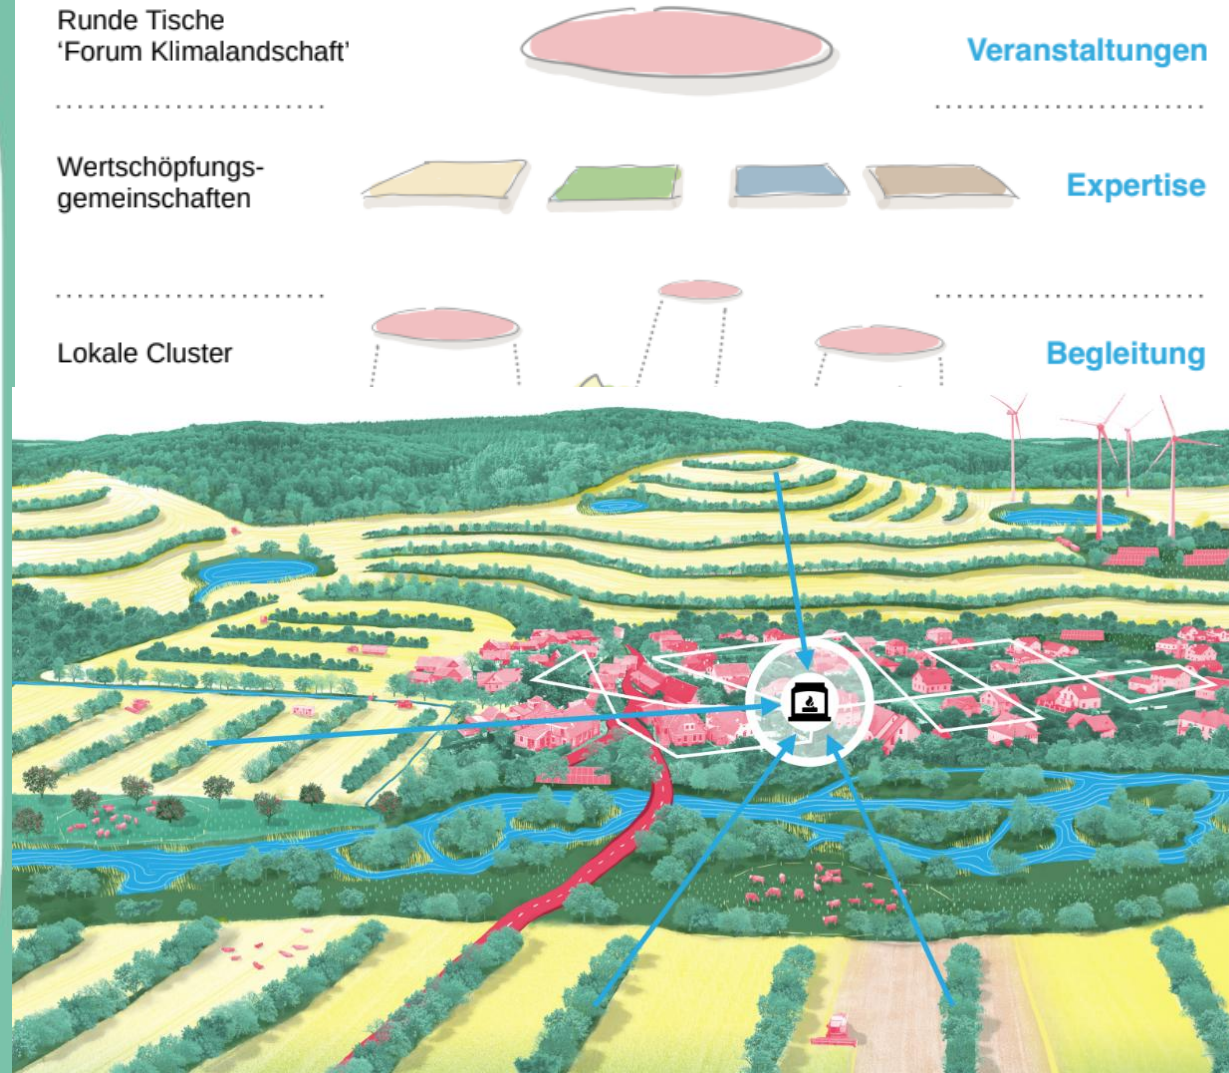 Runde Tische
‘Forum Klimalandschaft’
Veranstaltungen
Wertschöpfungs-
gemeinschaften
Expertise
Lokale Cluster
Begleitung